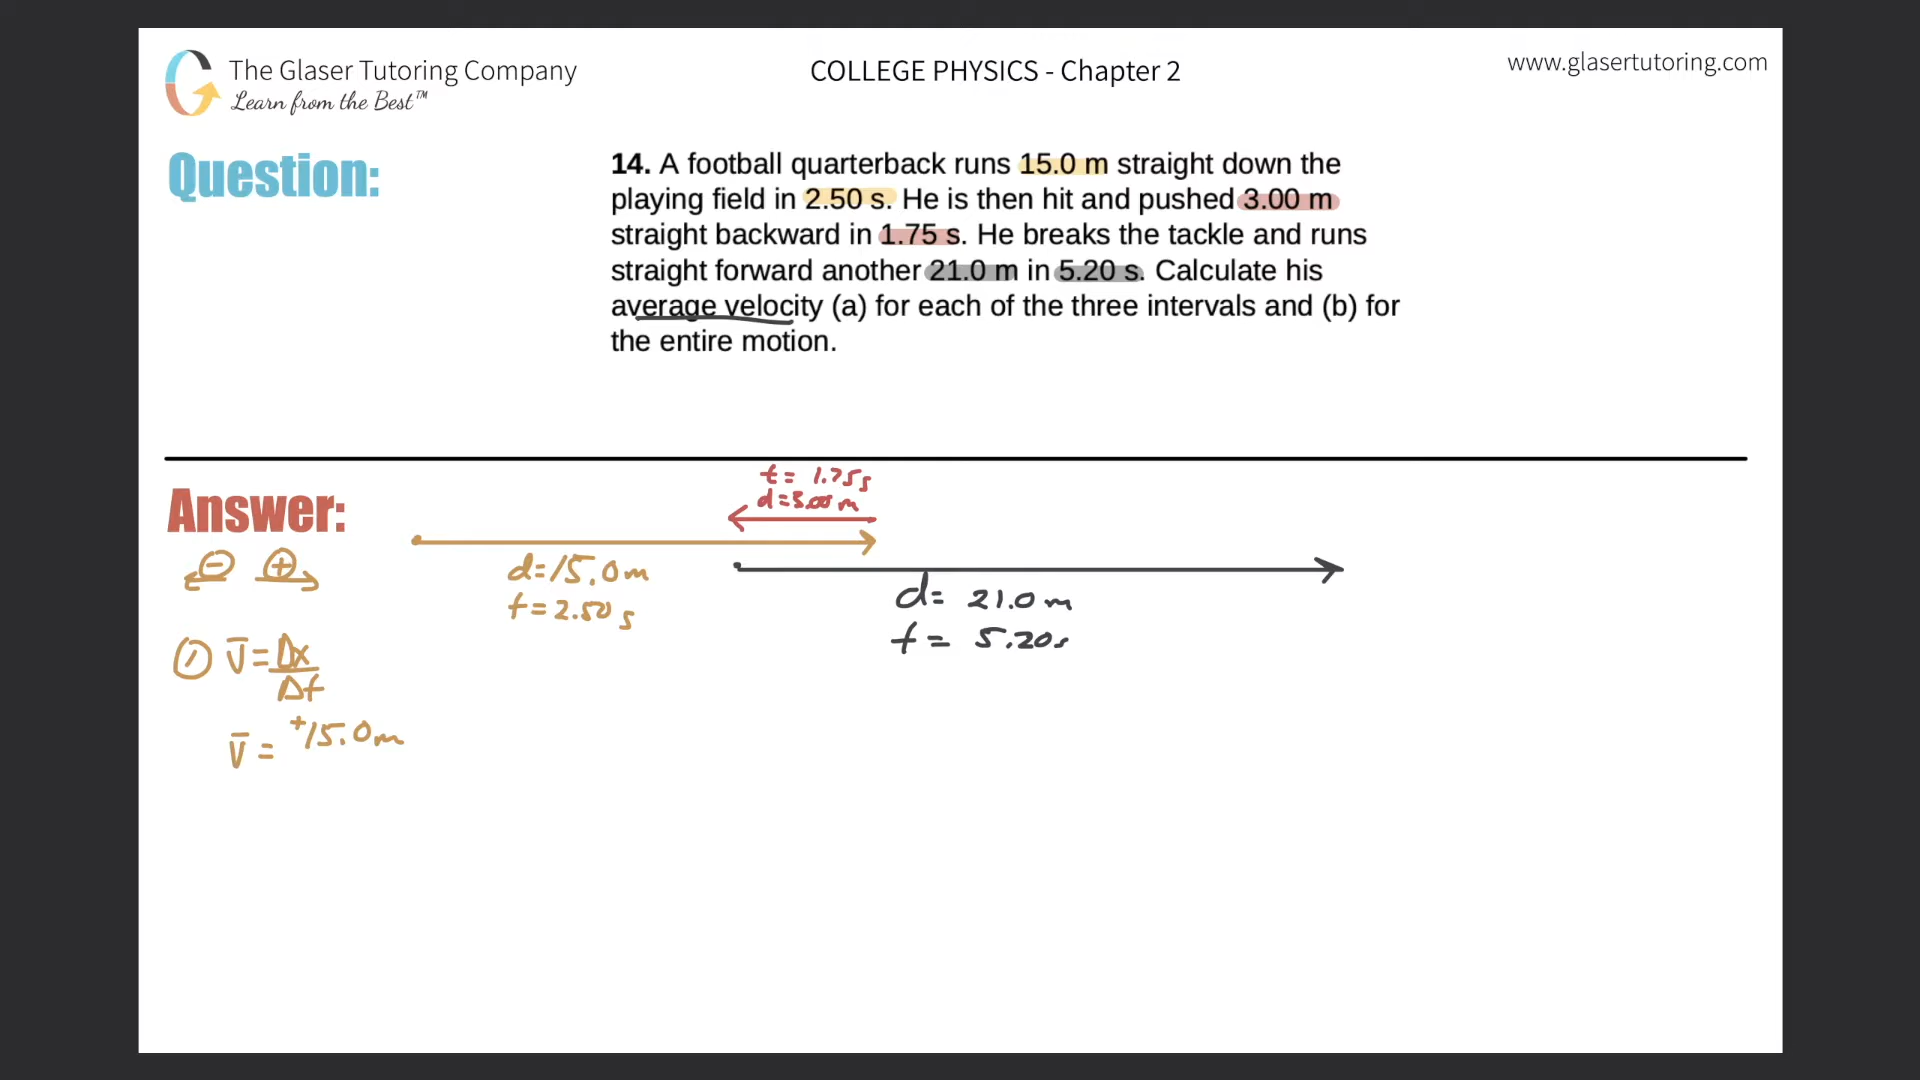 The Glaser Tutoring Company
Learn from the Best™
COLLEGE PHYSICS - Chapter 2
www.glasertutoring.com
Question:
14. A football quarterback runs 15.0 m straight down the
playing field in 2.50 s. He is then hit and pushed 3.00 m
straight backward in 1.75 s. He breaks the tackle and runs
straight forward another 21.0 m in 5.20 s. Calculate his
average velocity (a) for each of the three intervals and (b) for
the entire motion.
Answer:
t = 1.75 s
d = 3.00 m
- +
d = 15.0 m
t = 2.50 s
d = 21.0 m
t = 5.20 s
① v̄ = Δx
Δt
v̄ = +15.0 m